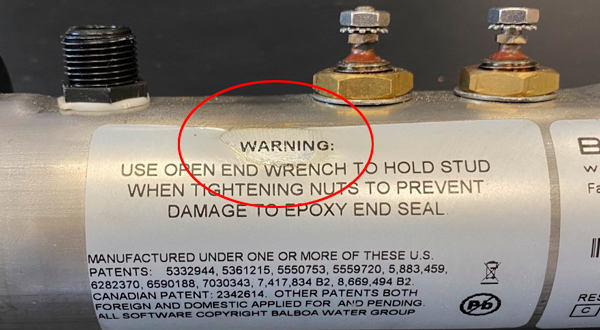 WARNING:
USE OPEN END WRENCH TO HOLD STUD
WHEN TIGHTENING NUTS TO PREVENT
DAMAGE TO EPOXY END SEAL.
MANUFACTURED UNDER ONE OR MORE OF THESE U.S.
PATENTS: 5332944, 5361215, 5550753, 5559720, 5,883,459,
6282370, 6590188, 7030343, 7,417,834 B2, 8,669,494 B2.
CANADIAN PATENT: 2342614. OTHER PATENTS BOTH
FOREIGN AND DOMESTIC APPLIED FOR AND PENDING.
ALL SOFTWARE COPYRIGHT BALBOA WATER GROUP
Pb
B
W
Fa
RES
C